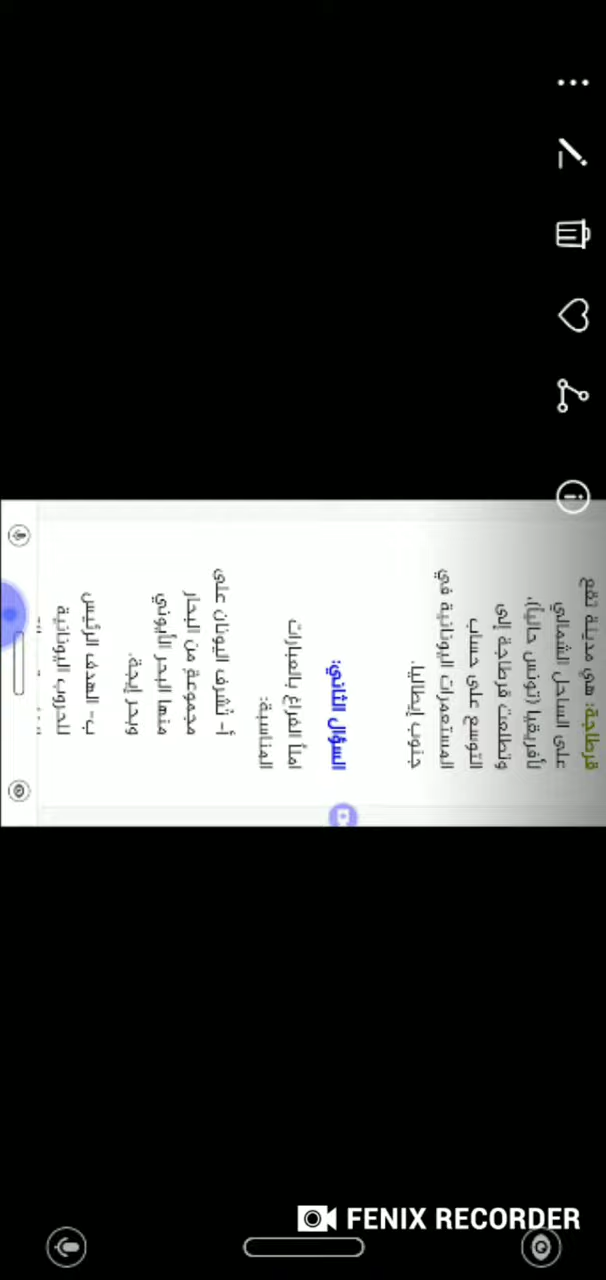 قرطاجة: هي مدينة تقع
على الساحل الشمالي
لأفريقيا (تونس حالياً)،
وتطلعت قرطاجة إلى
التوسع على حساب
المستعمرات اليونانية في
جنوب إيطاليا.
السؤال الثاني:
املأ الفراغ بالعبارات
المناسبة:
أ- تشرف اليونان على
مجموعة من البحار
منها البحر الأيوني
وبحر إيجة.
ب- الهدف الرئيس
للحروب اليونانية
FENIX RECORDER